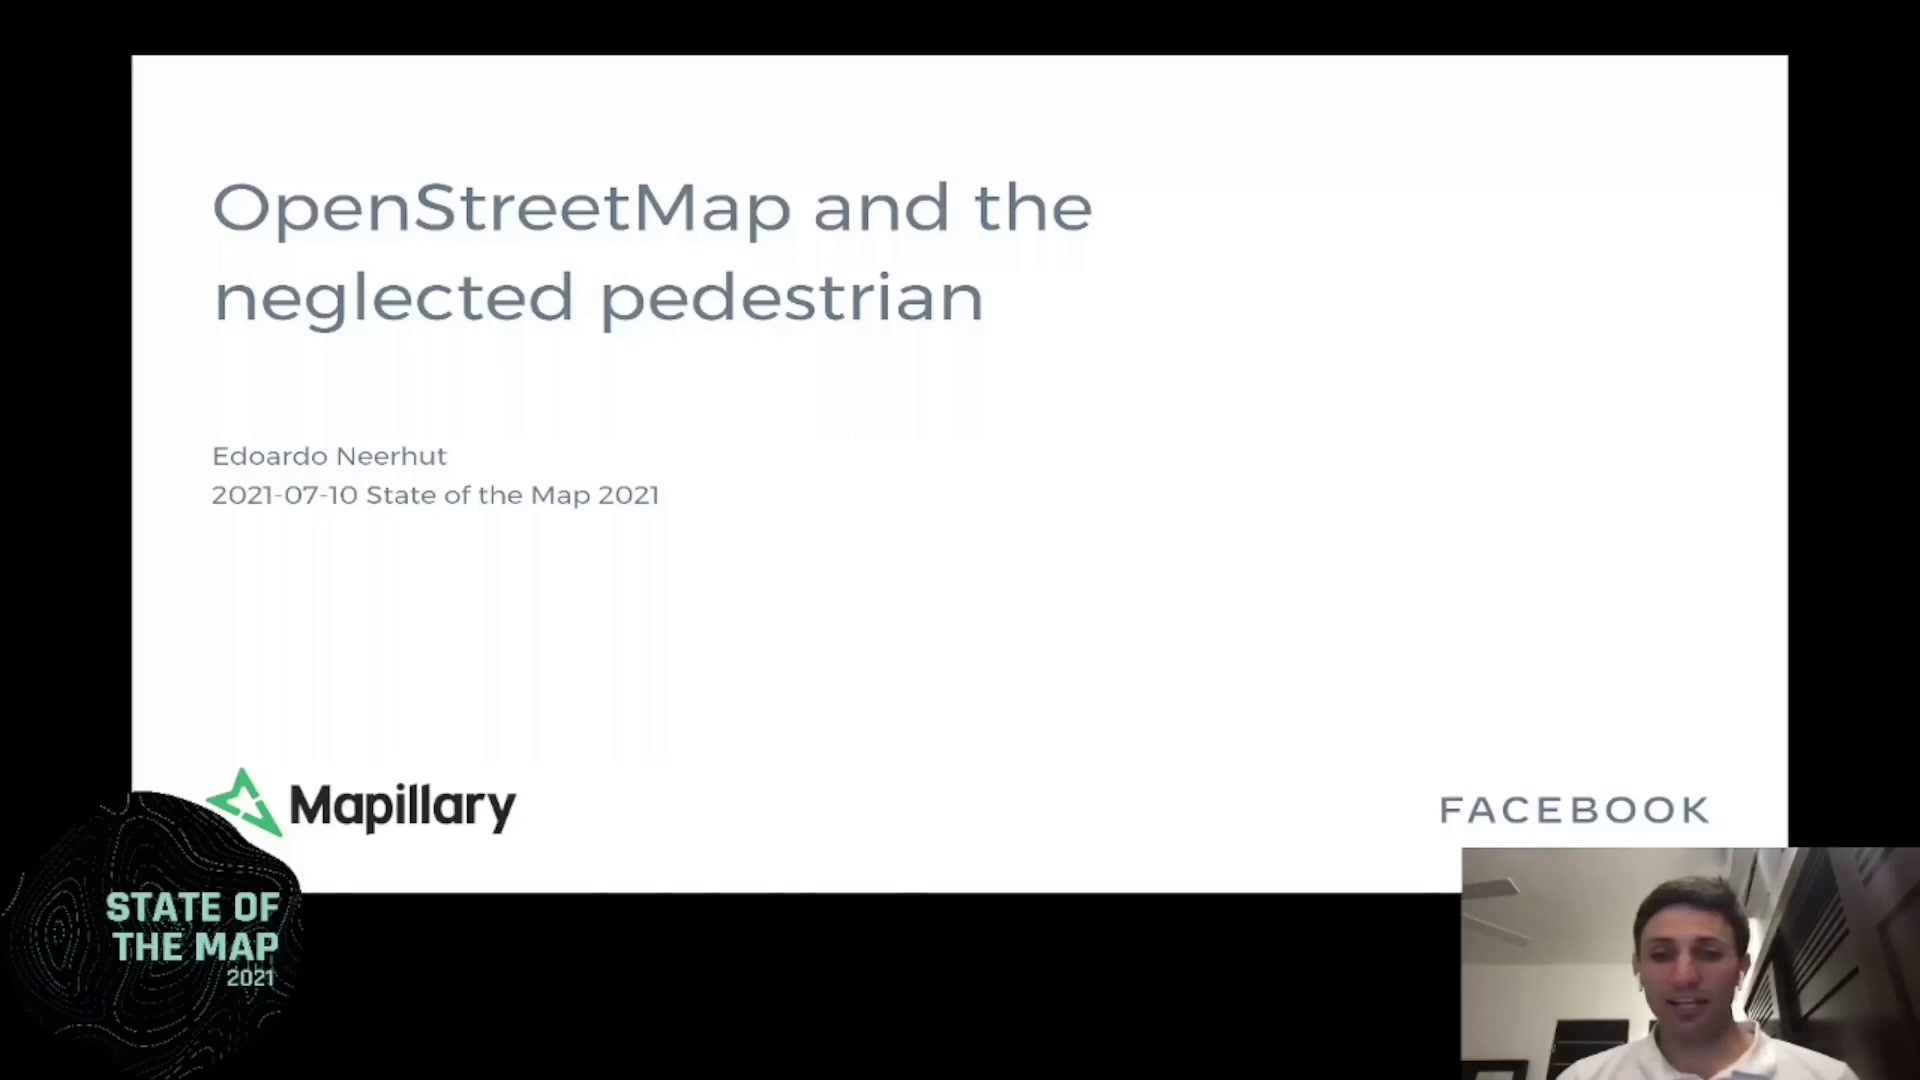 OpenStreetMap and the
neglected pedestrian
Edoardo Neerhut
2021-07-10 State of the Map 2021
Mapillary
FACEBOOK
STATE OF
THE MAP
2021